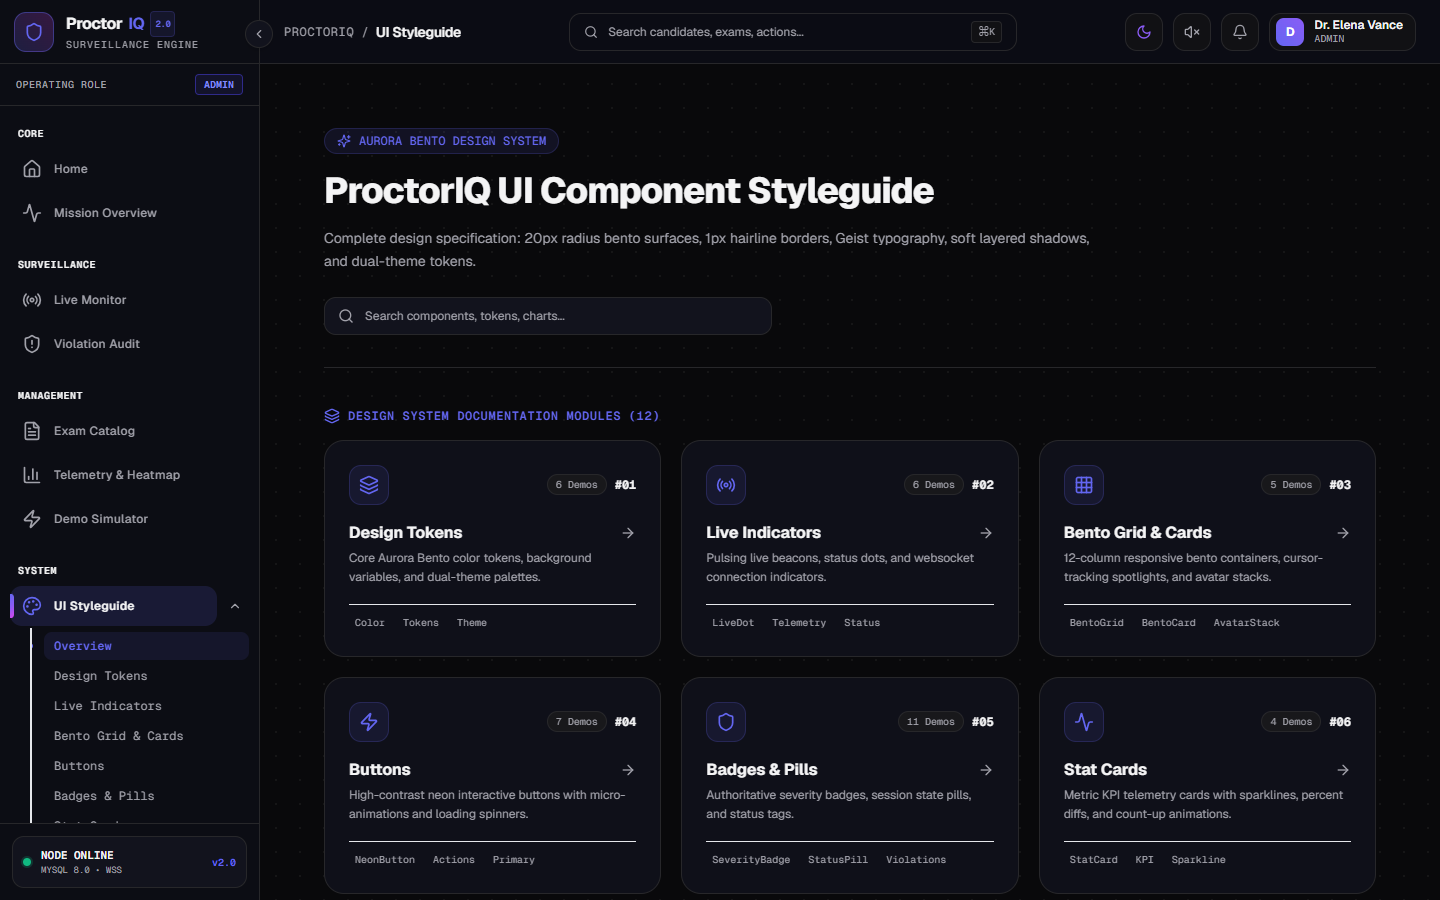 Proctor IQ 2.0
SURVEILLANCE ENGINE
PROCTORIQ / UI Styleguide
Search candidates, exams, actions...
⌘K
D
Dr. Elena Vance
ADMIN
OPERATING ROLE
ADMIN
CORE
Home
Mission Overview
SURVEILLANCE
Live Monitor
Violation Audit
MANAGEMENT
Exam Catalog
Telemetry & Heatmap
Demo Simulator
SYSTEM
UI Styleguide
Overview
Design Tokens
Live Indicators
Bento Grid & Cards
Buttons
Badges & Pills
NODE ONLINE
MYSQL 8.0 • WSS
v2.0
AURORA BENTO DESIGN SYSTEM
ProctorIQ UI Component Styleguide
Complete design specification: 20px radius bento surfaces, 1px hairline borders, Geist typography, soft layered shadows,
and dual-theme tokens.
Search components, tokens, charts...
DESIGN SYSTEM DOCUMENTATION MODULES (12)
6 Demos #01
Design Tokens
Core Aurora Bento color tokens, background
variables, and dual-theme palettes.
Color Tokens Theme
6 Demos #02
Live Indicators
Pulsing live beacons, status dots, and websocket
connection indicators.
LiveDot Telemetry Status
5 Demos #03
Bento Grid & Cards
12-column responsive bento containers, cursor-
tracking spotlights, and avatar stacks.
BentoGrid BentoCard AvatarStack
7 Demos #04
Buttons
High-contrast neon interactive buttons with micro-
animations and loading spinners.
NeonButton Actions Primary
11 Demos #05
Badges & Pills
Authoritative severity badges, session state pills,
and status tags.
SeverityBadge StatusPill Violations
4 Demos #06
Stat Cards
Metric KPI telemetry cards with sparklines, percent
diffs, and count-up animations.
StatCard KPI Sparkline